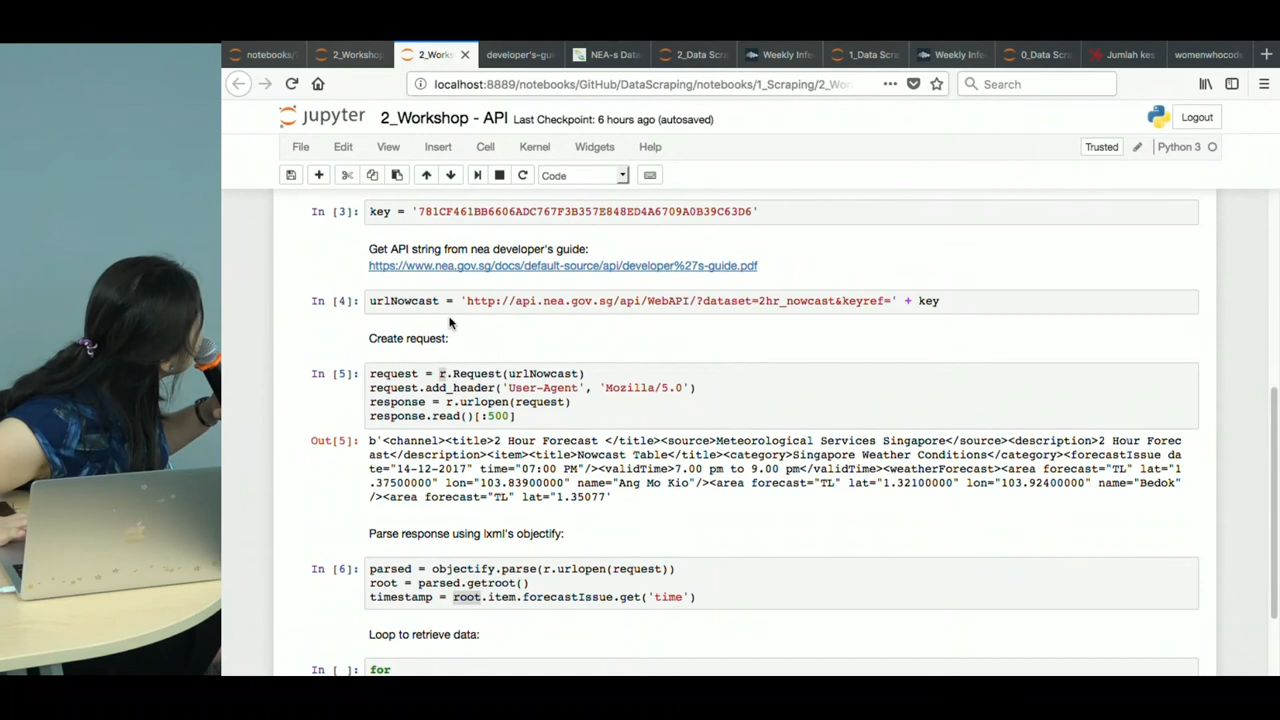 notebooks/
2_Workshop
2_Works
developer's-gu
NEA-s Data
2_Data Scra
Weekly Infe
1_Data Scra
Weekly Infe
0_Data Scra
Jumlah kes
womenwhocode
localhost:8889/notebooks/GitHub/DataScraping/notebooks/1_Scraping/2_Wor
Search
jupyter 2_Workshop - API Last Checkpoint: 6 hours ago (autosaved)
Logout
File Edit View Insert Cell Kernel Widgets Help
Trusted Python 3
Code
In [3]: key = '781CF461BB6606ADC767F3B357E848ED4A6709A0B39C63D6'
Get API string from nea developer's guide:
https://www.nea.gov.sg/docs/default-source/api/developer%27s-guide.pdf
In [4]: urlNowcast = 'http://api.nea.gov.sg/api/WebAPI/?dataset=2hr_nowcast&keyref=' + key
Create request:
In [5]: request = r.Request(urlNowcast)
request.add_header('User-Agent', 'Mozilla/5.0')
response = r.urlopen(request)
response.read()[:500]
Out[5]: b'<channel><title>2 Hour Forecast </title><source>Meteorological Services Singapore</source><description>2 Hour Forec
ast</description><item><title>Nowcast Table</title><category>Singapore Weather Conditions</category><forecastIssue da
te="14-12-2017" time="07:00 PM"/><validTime>7.00 pm to 9.00 pm</validTime><weatherForecast><area forecast="TL" lat="1
.37500000" lon="103.83900000" name="Ang Mo Kio"/><area forecast="TL" lat="1.32100000" lon="103.92400000" name="Bedok"
/><area forecast="TL" lat="1.35077'
Parse response using lxml's objectify:
In [6]: parsed = objectify.parse(r.urlopen(request))
root = parsed.getroot()
timestamp = root.item.forecastIssue.get('time')
Loop to retrieve data:
In [ ]: for